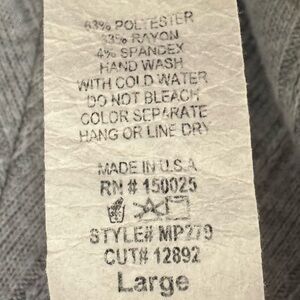 63% POLYESTER
33% RAYON
4% SPANDEX
HAND WASH
WITH COLD WATER
DO NOT BLEACH
COLOR SEPARATE
HANG OR LINE DRY
MADE IN U.S.A
RN # 150025
STYLE# MP279
CUT# 12892
Large